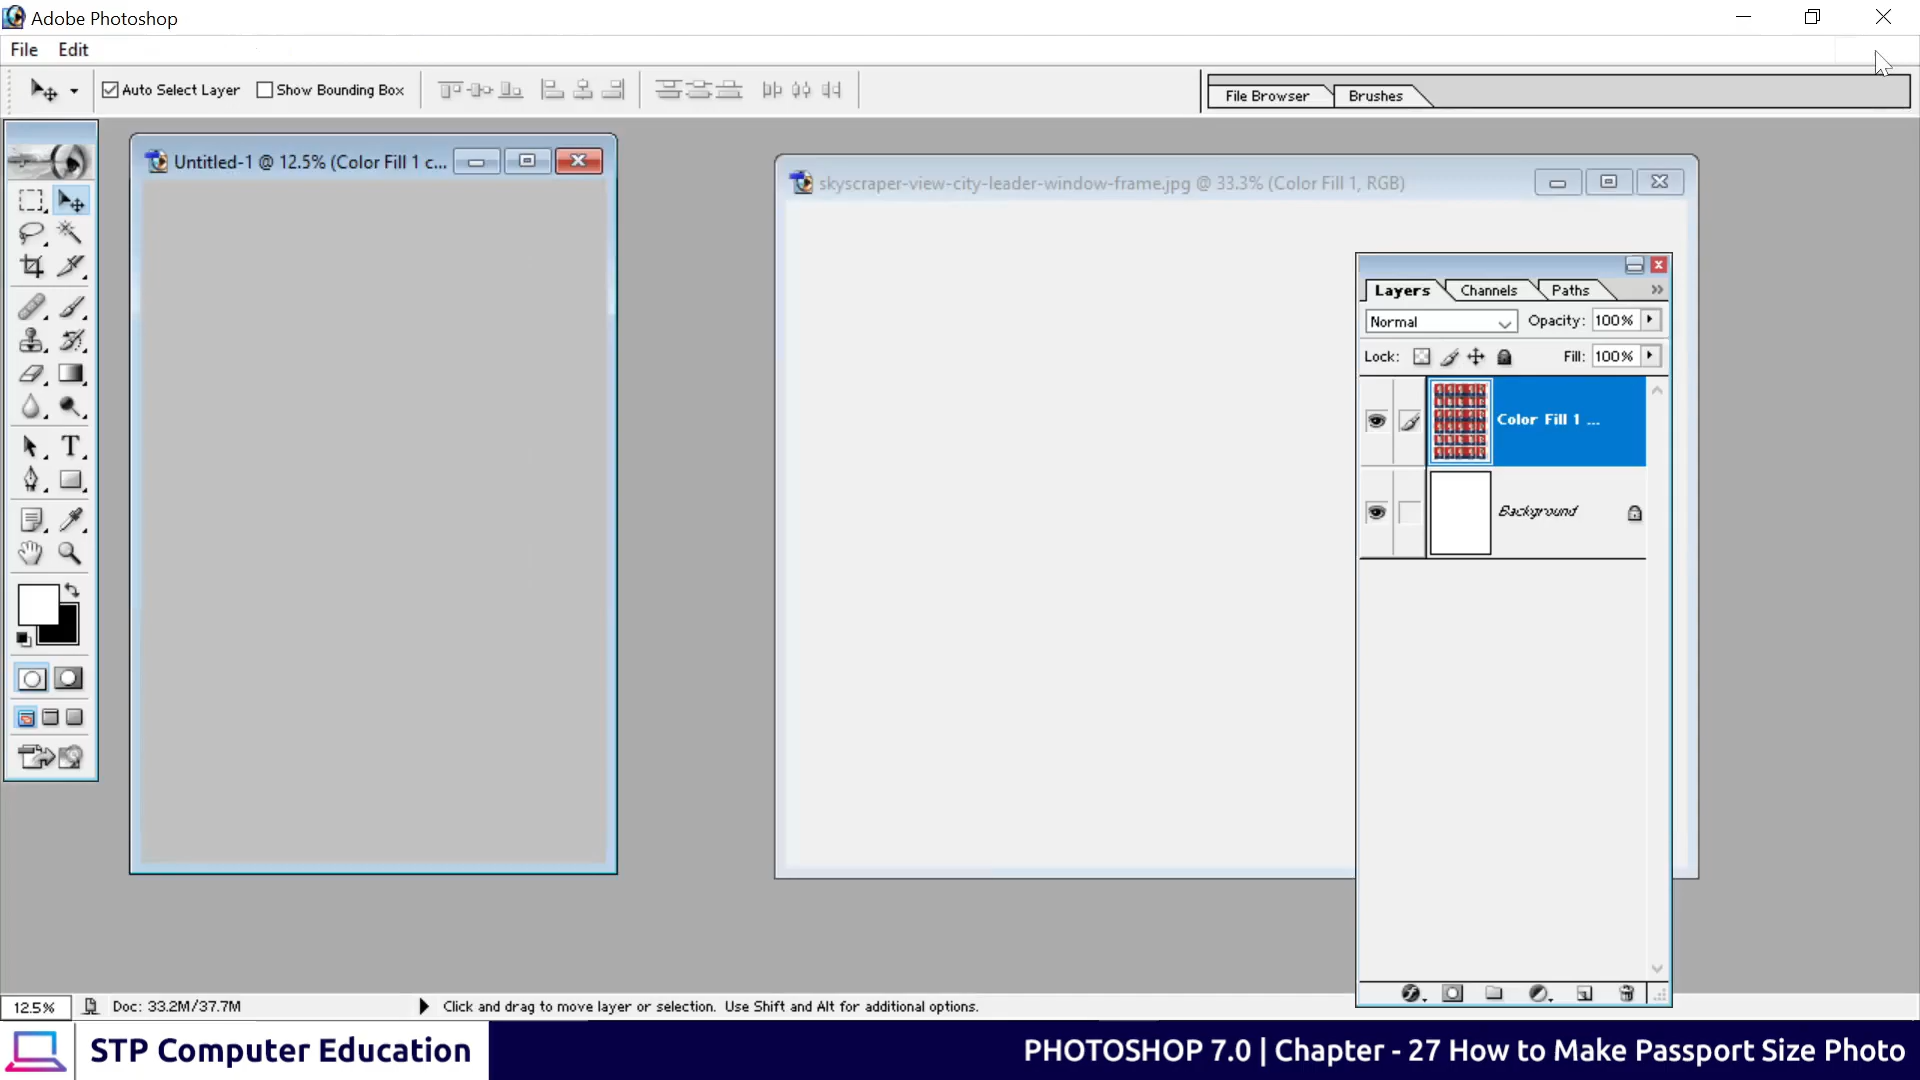 Adobe Photoshop
File Edit
Auto Select Layer Show Bounding Box
File Browser Brushes
Untitled-1 @ 12.5% (Color Fill 1 c...
skyscraper-view-city-leader-window-frame.jpg @ 33.3% (Color Fill 1, RGB)
Layers Channels Paths
Normal Opacity: 100%
Lock: Fill: 100%
Color Fill 1 ...
Background
T
12.5% Doc: 33.2M/37.7M Click and drag to move layer or selection. Use Shift and Alt for additional options.
STP Computer Education PHOTOSHOP 7.0 | Chapter - 27 How to Make Passport Size Photo